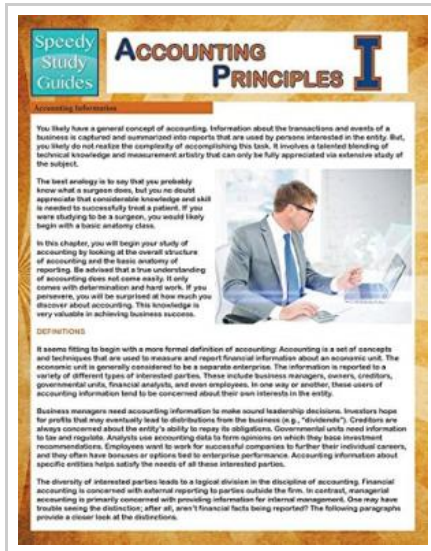 Speedy
Study
Guides
ACCOUNTING
PRINCIPLES I
Accounting Information
You likely have a general concept of accounting. Information about the transactions and events of a
business is captured and summarized into reports that are used by persons interested in the entity. But,
you likely do not realize the complexity of accomplishing this task. It involves a talented blending of
technical knowledge and measurement artistry that can only be fully appreciated via extensive study of
the subject.
The best analogy is to say that you probably
know what a surgeon does, but you no doubt
appreciate that considerable knowledge and skill
is needed to successfully treat a patient. If you
were studying to be a surgeon, you would likely
begin with a basic anatomy class.
In this chapter, you will begin your study of
accounting by looking at the overall structure
of accounting and the basic anatomy of
reporting. Be advised that a true understanding
of accounting does not come easily. It only
comes with determination and hard work. If you
persevere, you will be surprised at how much you
discover about accounting. This knowledge is
very valuable in achieving business success.
DEFINITIONS
It seems fitting to begin with a more formal definition of accounting: Accounting is a set of concepts
and techniques that are used to measure and report financial information about an economic unit. The
economic unit is generally considered to be a separate enterprise. The information is reported to a
variety of different types of interested parties. These include business managers, owners, creditors,
governmental units, financial analysts, and even employees. In one way or another, these users of
accounting information tend to be concerned about their own interests in the entity.
Business managers need accounting information to make sound leadership decisions. Investors hope
for profits that may eventually lead to distributions from the business (e.g., "dividends"). Creditors are
always concerned about the entity's ability to repay its obligations. Governmental units need information
to tax and regulate. Analysts use accounting data to form opinions on which they base investment
recommendations. Employees want to work for successful companies to further their individual careers,
and they often have bonuses or options tied to enterprise performance. Accounting information about
specific entities helps satisfy the needs of all these interested parties.
The diversity of interested parties leads to a logical division in the discipline of accounting. Financial
accounting is concerned with external reporting to parties outside the firm. In contrast, managerial
accounting is primarily concerned with providing information for internal management. One may have
trouble seeing the distinction; after all, aren't financial facts being reported? The following paragraphs
provide a closer look at the distinctions.